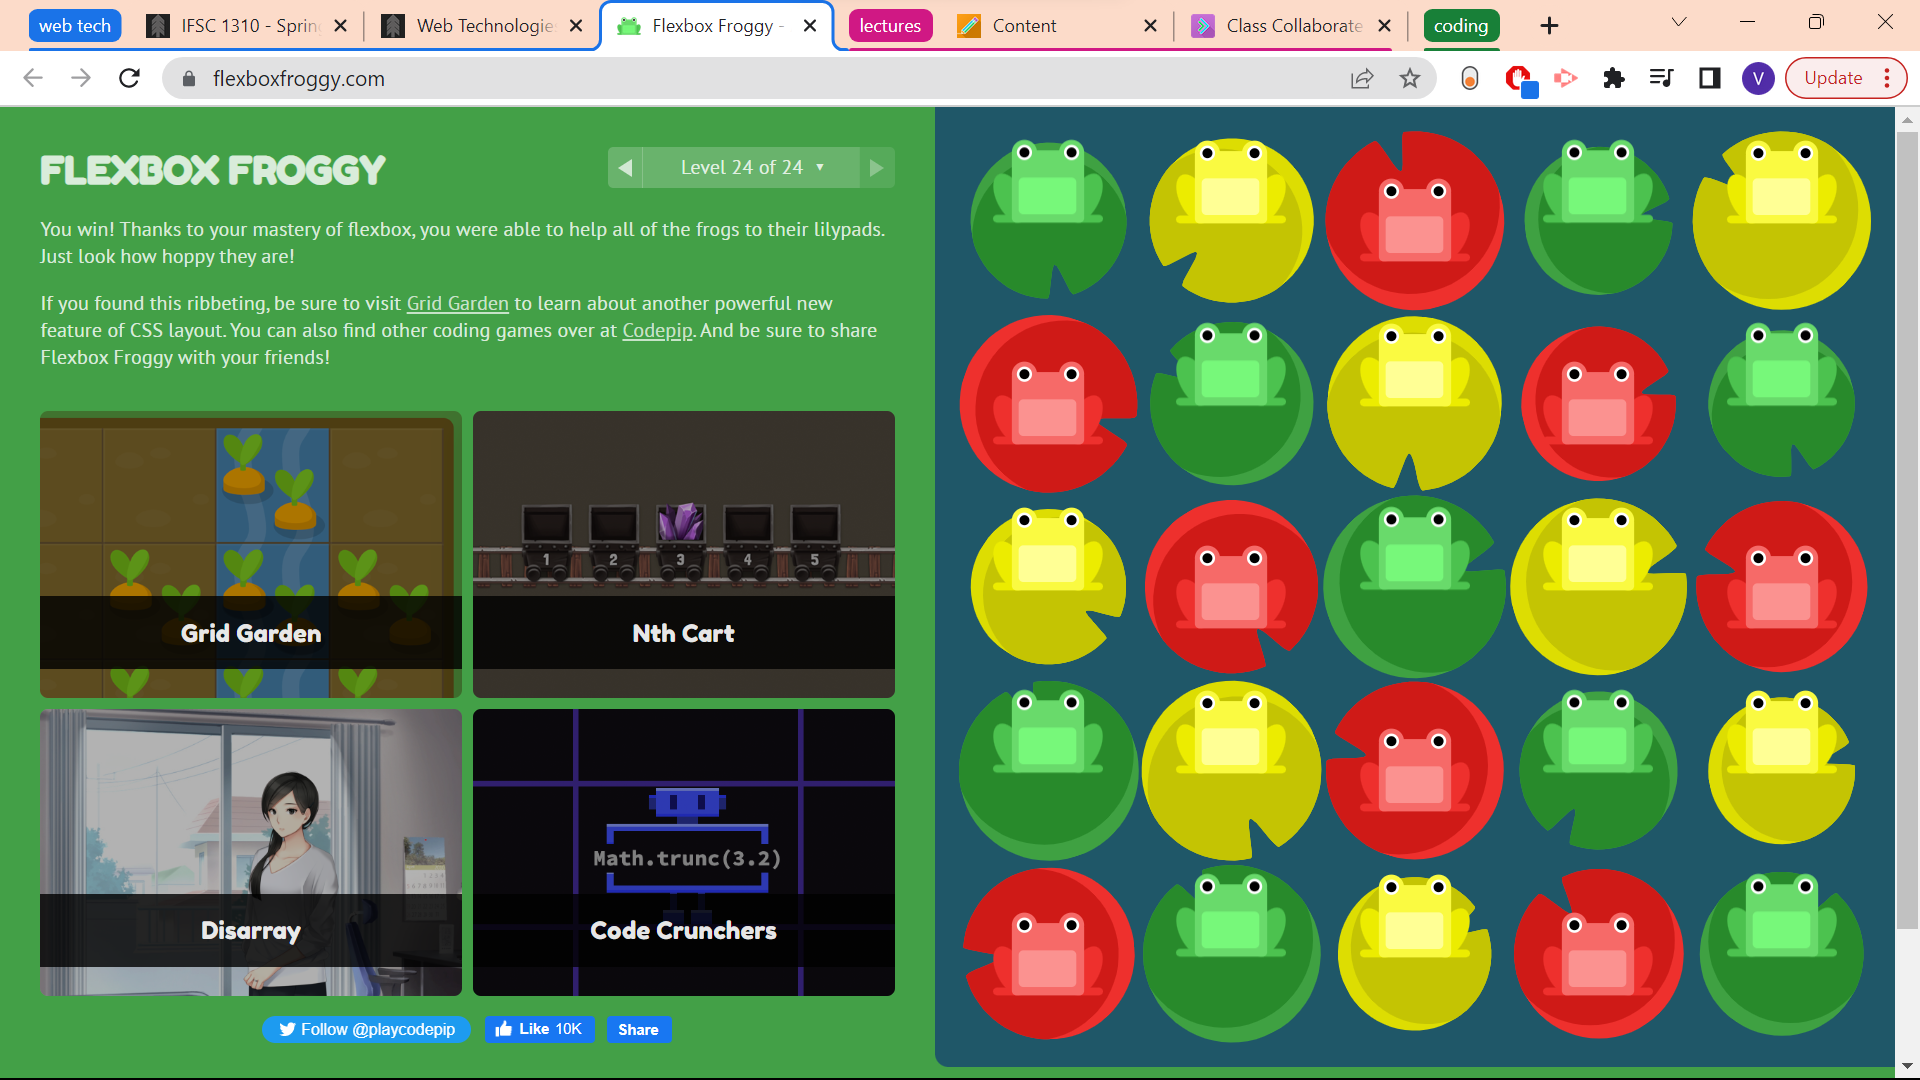 web tech
IFSC 1310 - Spring
Web Technologies
Flexbox Froggy -
lectures
Content
Class Collaborate
coding
flexboxfroggy.com
V
Update
FLEXBOX FROGGY
Level 24 of 24
You win! Thanks to your mastery of flexbox, you were able to help all of the frogs to their lilypads.
Just look how hoppy they are!
If you found this ribbeting, be sure to visit Grid Garden to learn about another powerful new
feature of CSS layout. You can also find other coding games over at Codepip. And be sure to share
Flexbox Froggy with your friends!
1 2 3 4 5
Grid Garden
Nth Cart
Math.trunc(3.2)
Disarray
Code Crunchers
Follow @playcodepip
Like 10K
Share